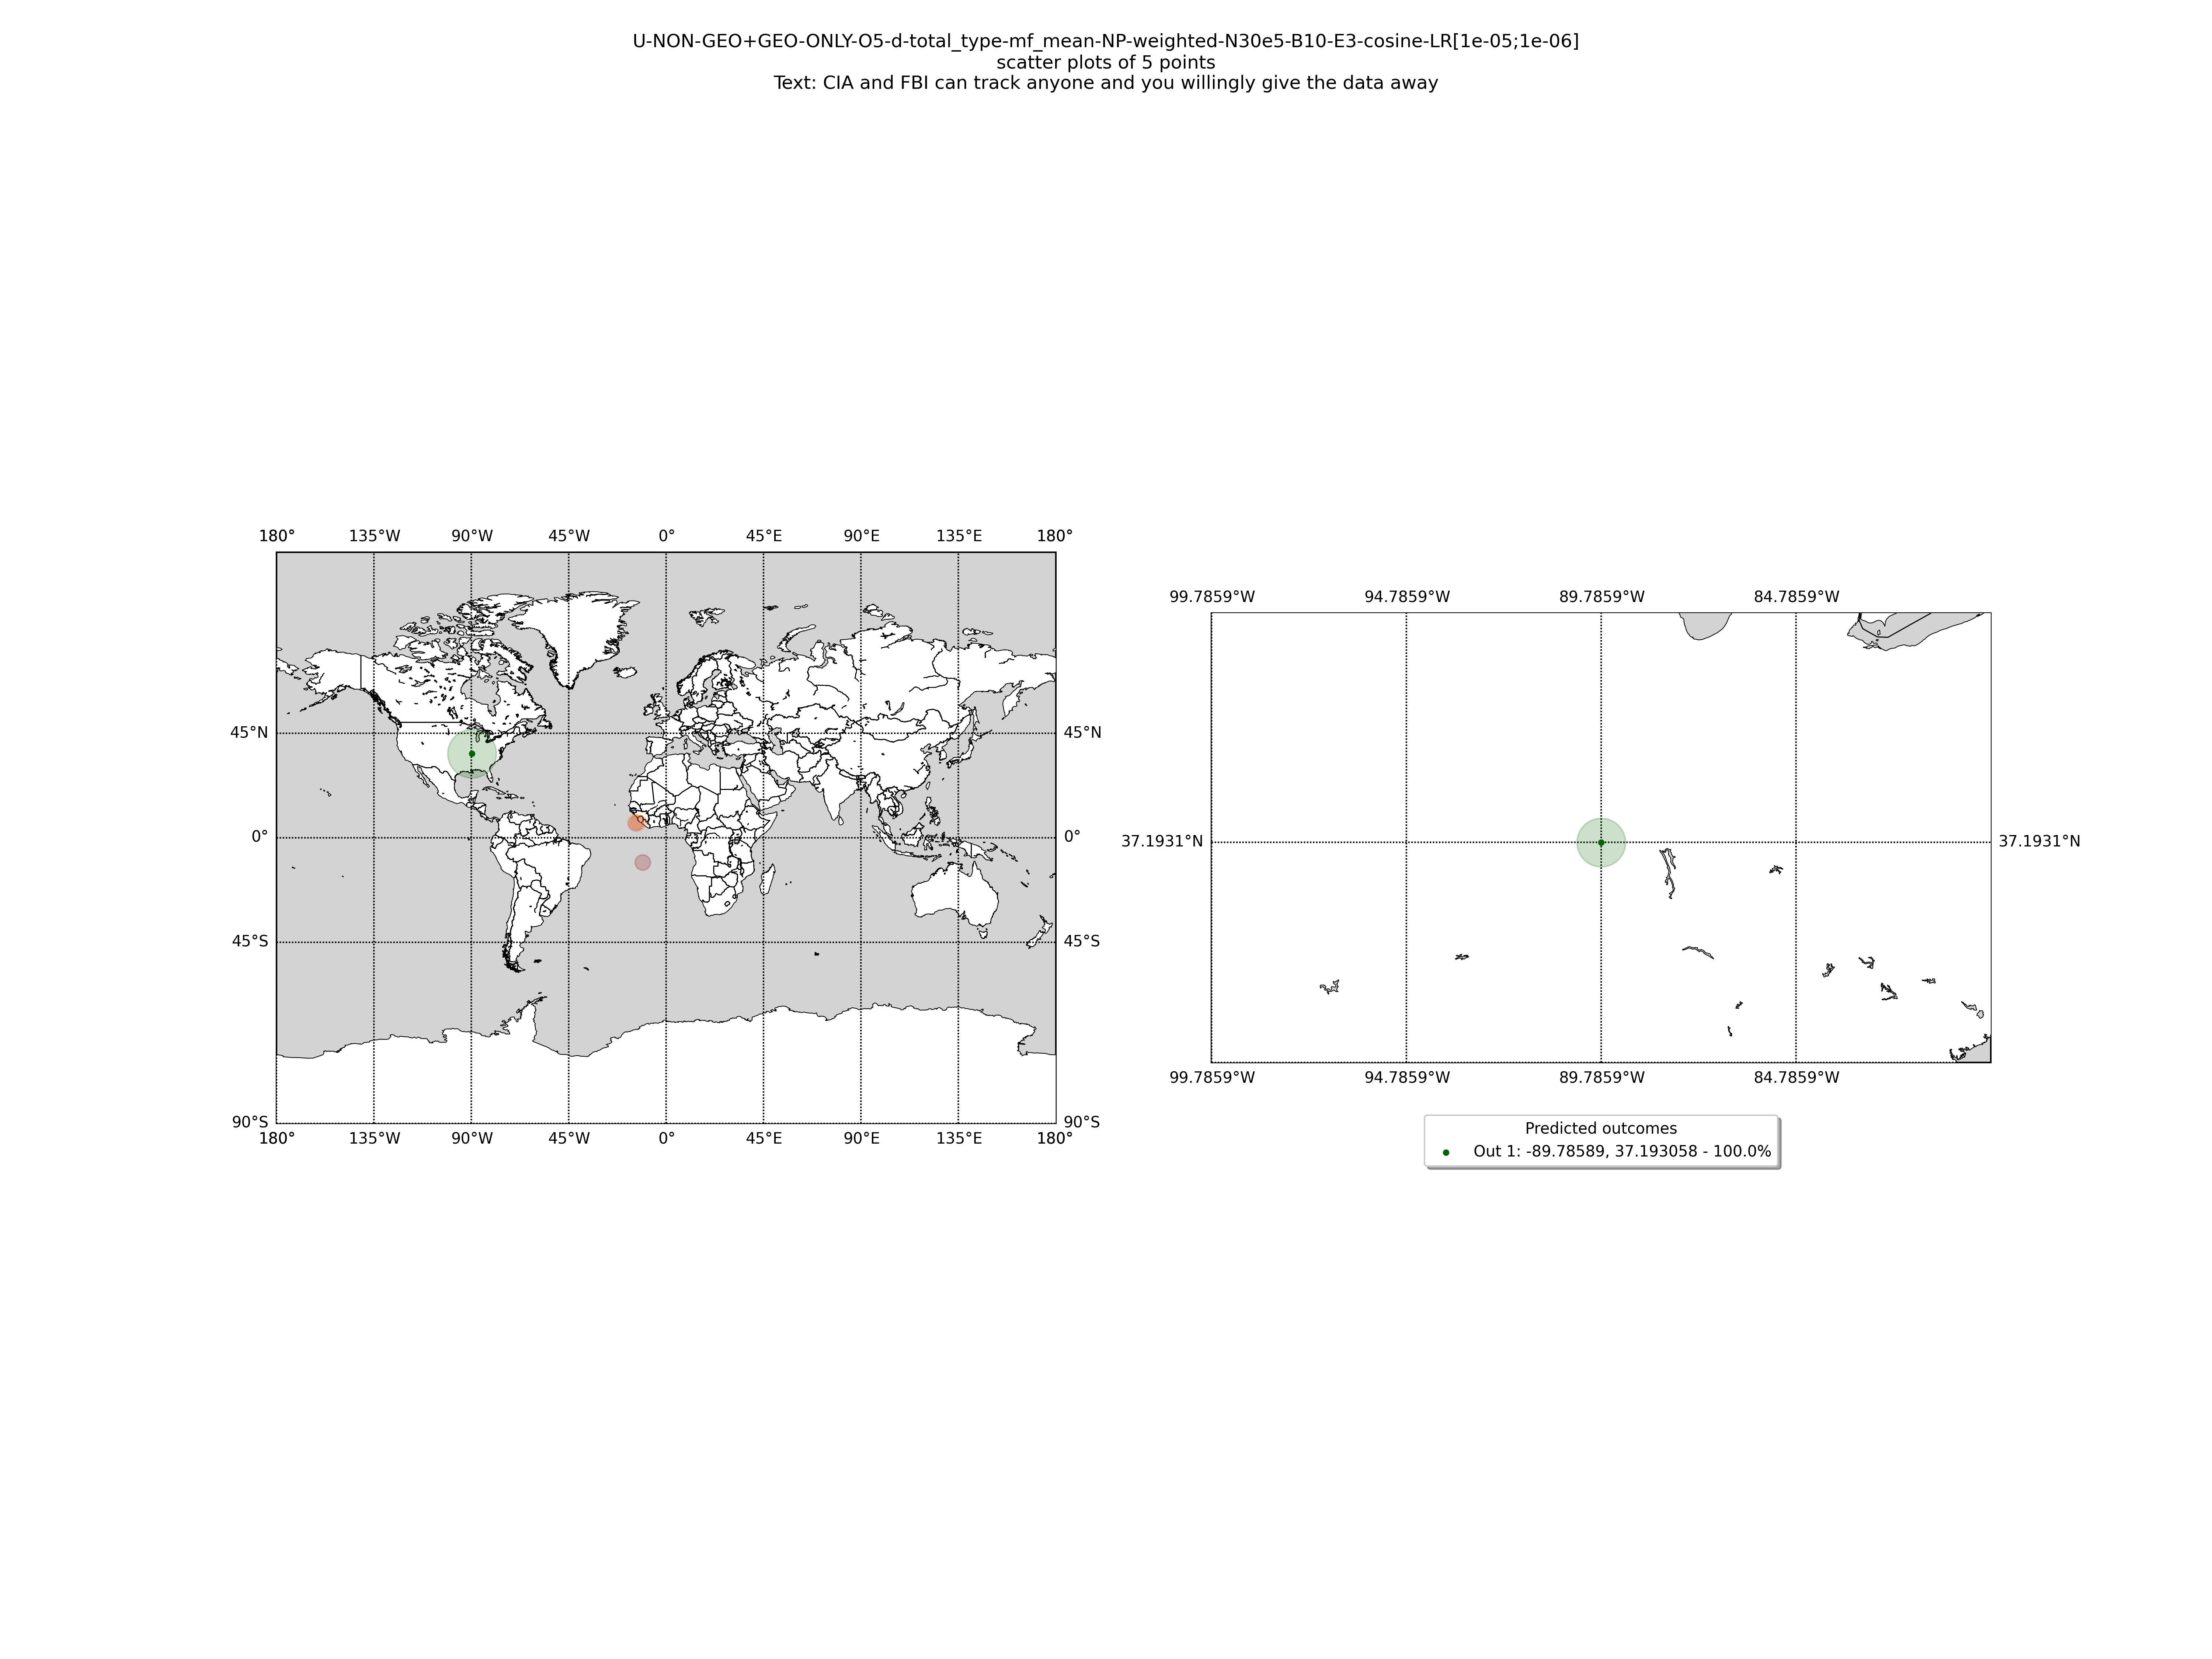 U-NON-GEO+GEO-ONLY-O5-d-total_type-mf_mean-NP-weighted-N30e5-B10-E3-cosine-LR[1e-05;1e-06]
scatter plots of 5 points
Text: CIA and FBI can track anyone and you willingly give the data away
180° 135°W 90°W 45°W 0° 45°E 90°E 135°E 180°
45°N 45°N
0° 0°
45°S 45°S
90°S 90°S
180° 135°W 90°W 45°W 0° 45°E 90°E 135°E 180°
99.7859°W 94.7859°W 89.7859°W 84.7859°W
37.1931°N 37.1931°N
99.7859°W 94.7859°W 89.7859°W 84.7859°W
Predicted outcomes
Out 1: -89.78589, 37.193058 - 100.0%